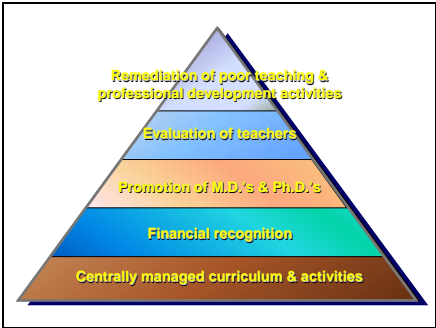 Remediation of poor teaching &
professional development activities
Evaluation of teachers
Promotion of M.D.'s & Ph.D.'s
Financial recognition
Centrally managed curriculum & activities